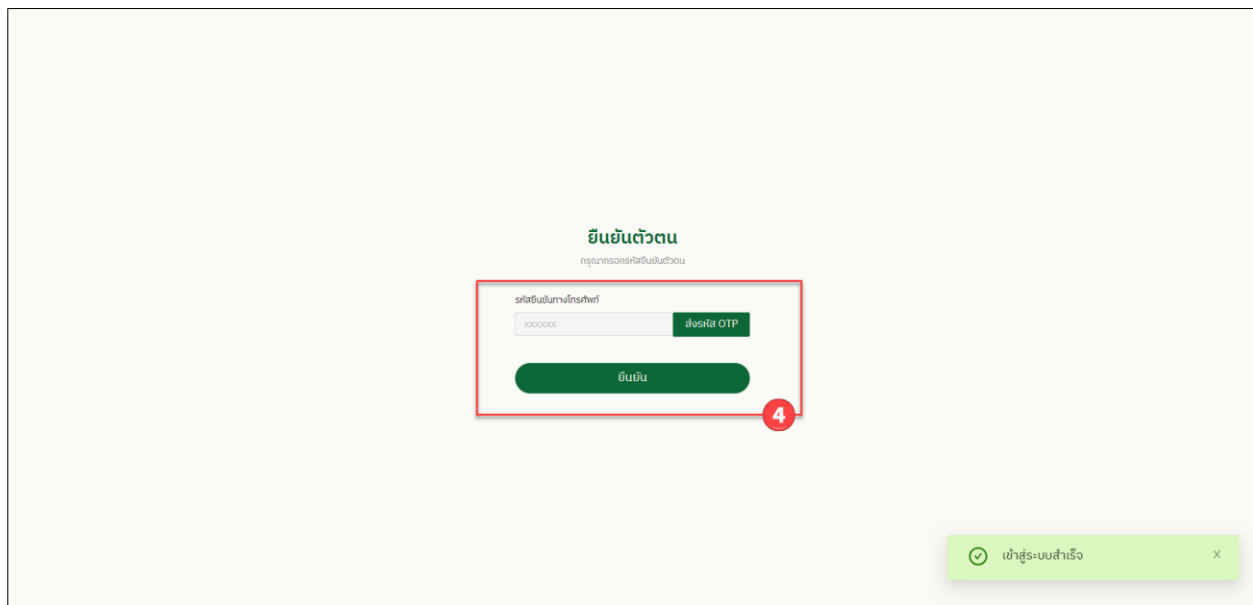 ยืนยันตัวตน
กรุณากรอกรหัสยืนยันตัวตน
รหัสยืนยันทางโทรศัพท์
xxxxxx
ส่งรหัส OTP
ยืนยัน
4
เข้าสู่ระบบสำเร็จ